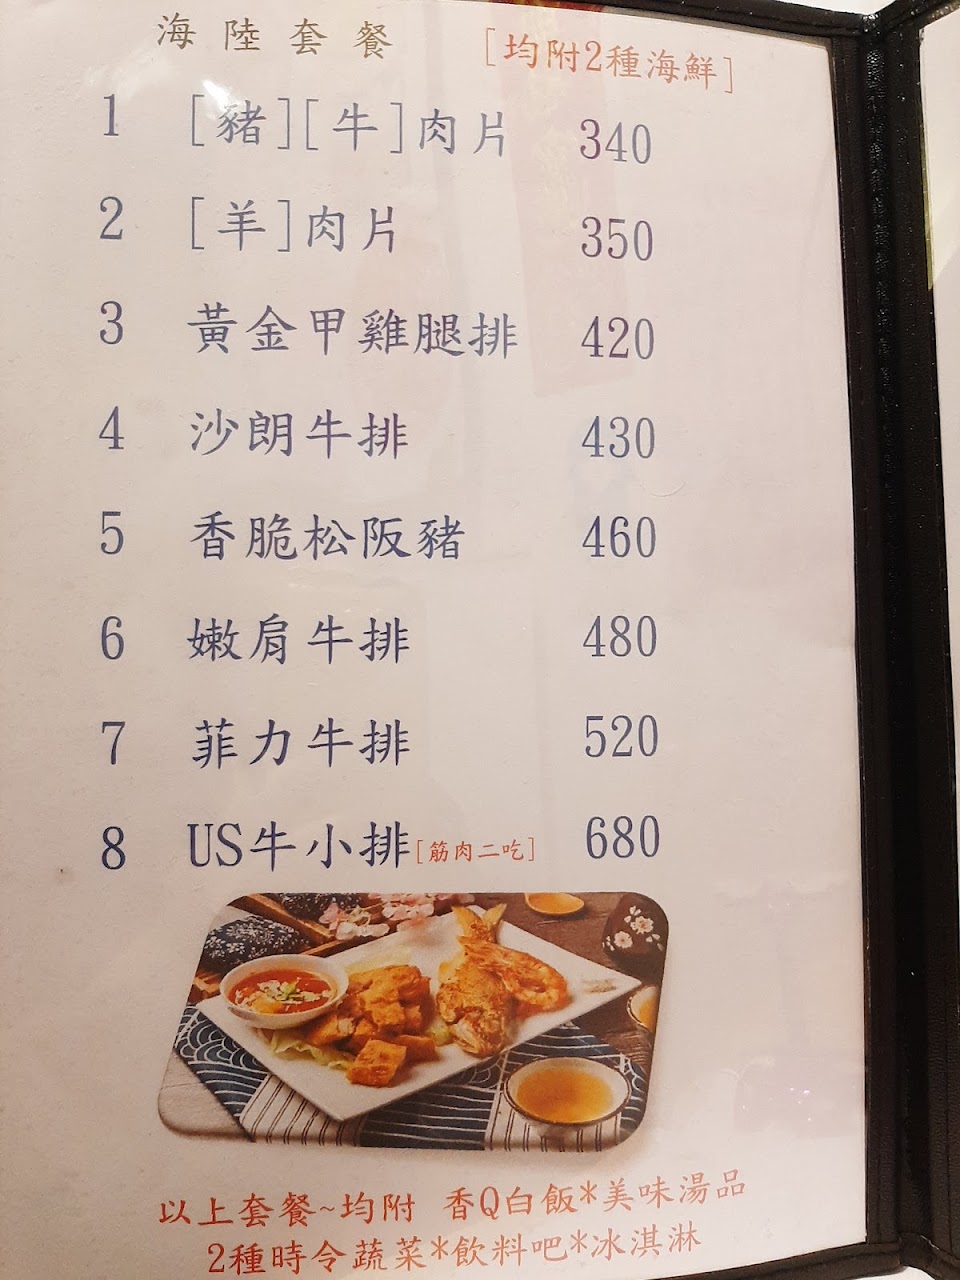 海陸套餐 [均附2種海鮮]
1 [豬][牛]肉片 340
2 [羊]肉片 350
3 黃金甲雞腿排 420
4 沙朗牛排 430
5 香脆松阪豬 460
6 嫩肩牛排 480
7 菲力牛排 520
8 US牛小排[筋肉二吃] 680
以上套餐~均附 香Q白飯*美味湯品
2種時令蔬菜*飲料吧*冰淇淋